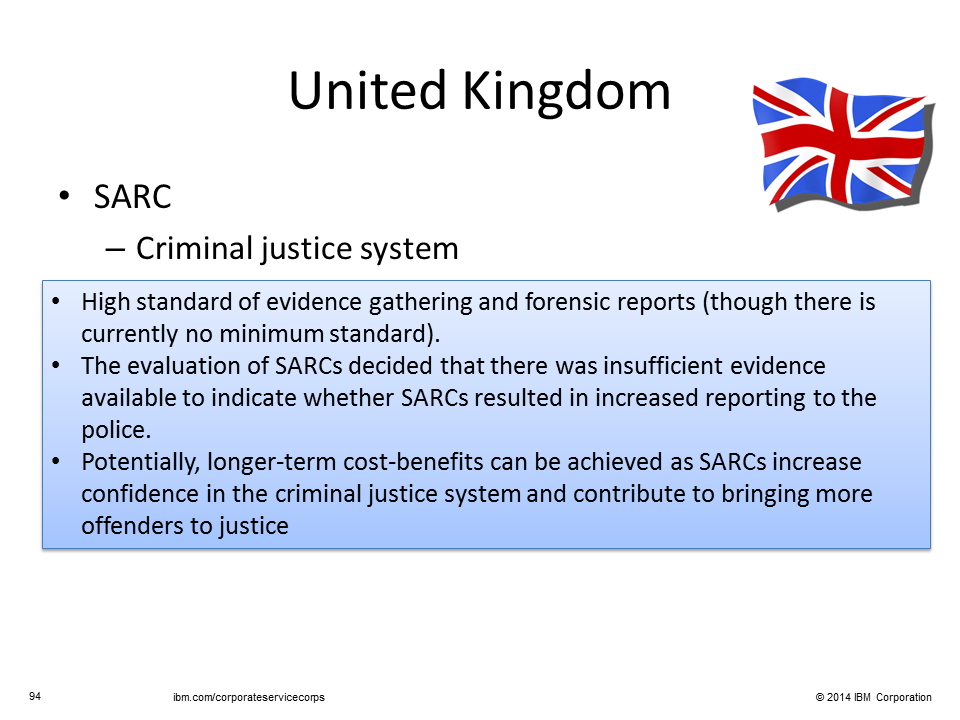 United Kingdom
• SARC
– Criminal justice system
• High standard of evidence gathering and forensic reports (though there is
currently no minimum standard).
• The evaluation of SARCs decided that there was insufficient evidence
available to indicate whether SARCs resulted in increased reporting to the
police.
• Potentially, longer-term cost-benefits can be achieved as SARCs increase
confidence in the criminal justice system and contribute to bringing more
offenders to justice
94 ibm.com/corporateservicecorps © 2014 IBM Corporation